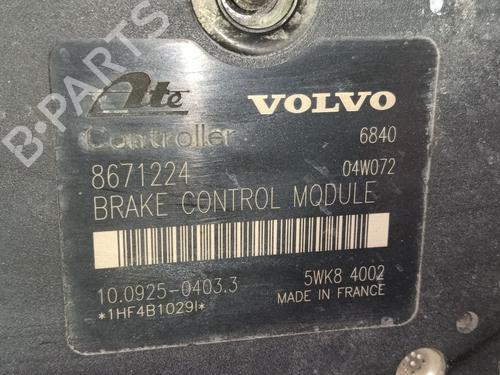 Ate VOLVO
Controller 6840
8671224 04W072
BRAKE CONTROL MODULE
10.0925-0403.3 5WK8 4002
*1HF4B1029I* MADE IN FRANCE
B-PARTS